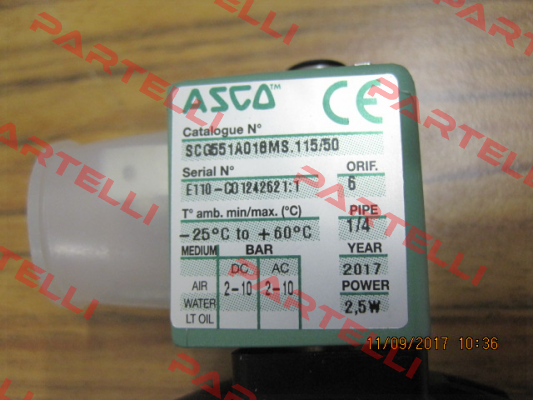 ASCO™
CE
Catalogue N°
SCG551A018MS.115/50
Serial N°
ORIF.
E110-C01242621:1
6
T° amb. min/max. (°C)
PIPE
-25°C to +60°C
1/4
MEDIUM
BAR
YEAR
DC
AC
2017
AIR
2-10
2-10
POWER
WATER
LT OIL
2,5W
11/09/2017 10:36
PARTELLI
PARTELLI
PARTELLI
PARTELLI
PARTELLI